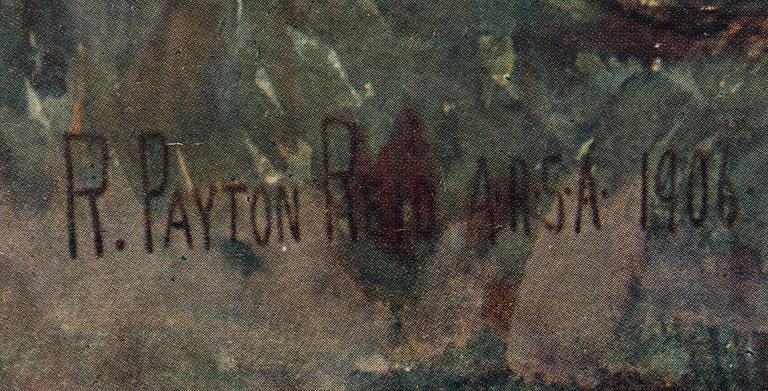 R. PAYTON REID A.R.S.A. 1906.